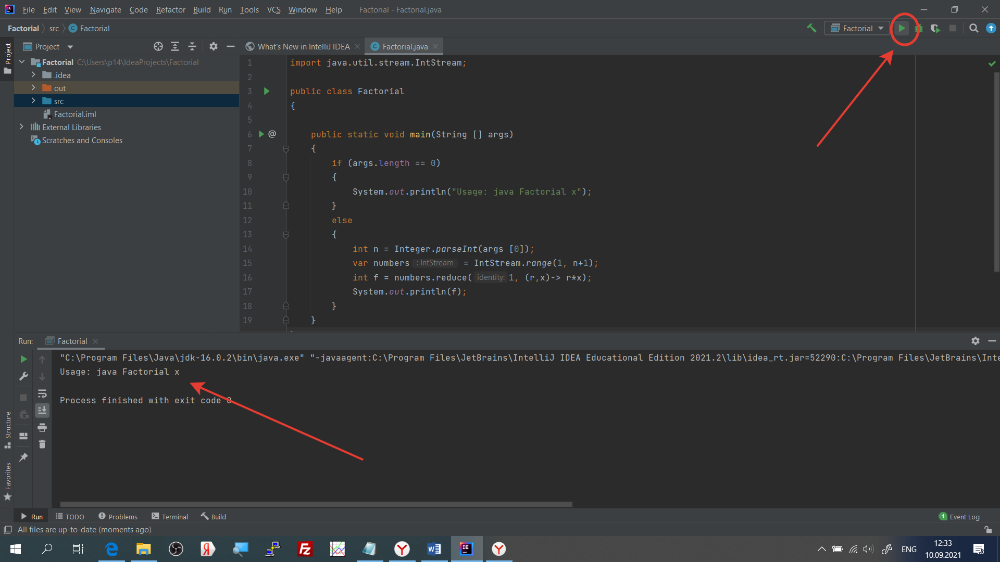 File Edit View Navigate Code Refactor Build Run Tools VCS Window Help Factorial - Factorial.java
Factorial src Factorial
Factorial
Project
What's New in IntelliJ IDEA
Factorial.java
Project
Factorial C:\Users\p14\IdeaProjects\Factorial
.idea
out
src
Factorial.iml
External Libraries
Scratches and Consoles
1 import java.util.stream.IntStream;
2
3 public class Factorial
4 {
5
6 @ public static void main(String [] args)
7 {
8 if (args.length == 0)
9 {
10 System.out.println("Usage: java Factorial x");
11 }
12 else
13 {
14 int n = Integer.parseInt(args [0]);
15 var numbers : IntStream = IntStream.range(1, n+1);
16 int f = numbers.reduce( identity: 1, (r,x)-> r*x);
17 System.out.println(f);
18 }
19 }
Run: Factorial
"C:\Program Files\Java\jdk-16.0.2\bin\java.exe" "-javaagent:C:\Program Files\JetBrains\IntelliJ IDEA Educational Edition 2021.2\lib\idea_rt.jar=52290:C:\Program Files\JetBrains\Inte
Usage: java Factorial x
Process finished with exit code 0
Structure
Favorites
Run TODO Problems Terminal Build
1 Event Log
All files are up-to-date (moments ago)
ENG
12:33
10.09.2021